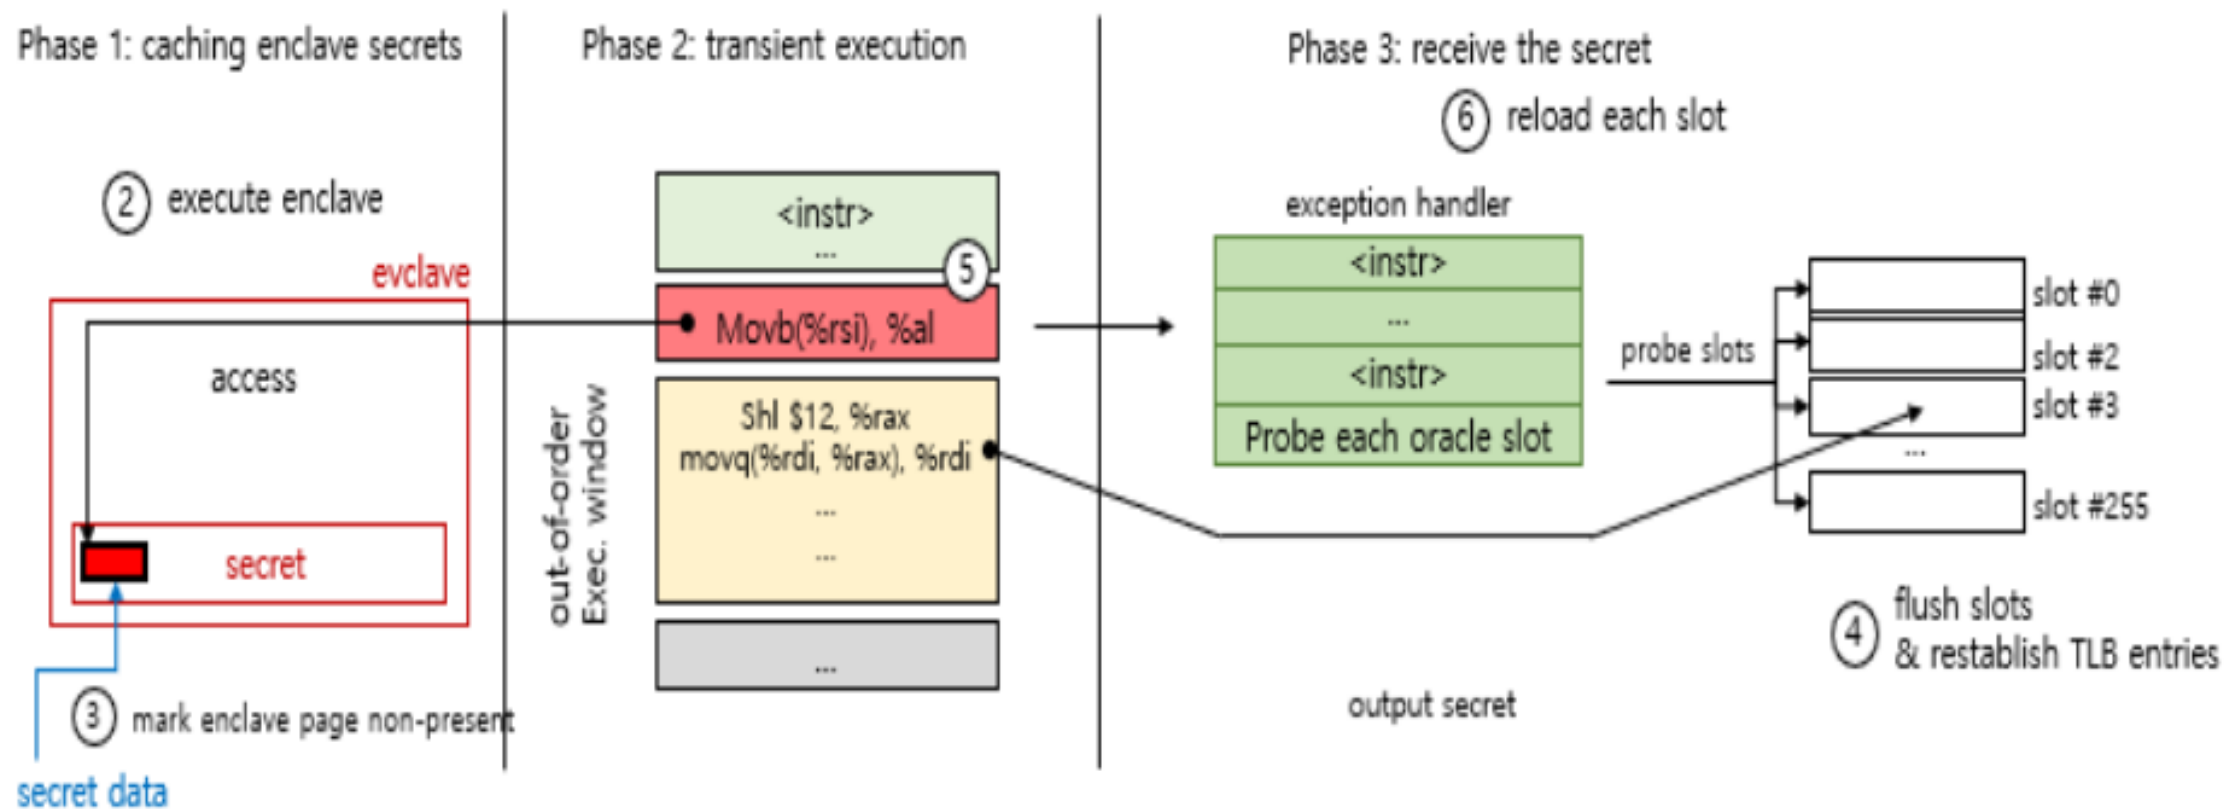 Phase 1: caching enclave secrets
② execute enclave
evclave
access
secret
③ mark enclave page non-present
secret data
Phase 2: transient execution
<instr>
...
⑤
Movb(%rsi), %al
out-of-order
Exec. window
Shl $12, %rax
movq(%rdi, %rax), %rdi
...
...
...
Phase 3: receive the secret
⑥ reload each slot
exception handler
<instr>
...
<instr>
Probe each oracle slot
probe slots
slot #0
slot #2
slot #3
...
slot #255
④ flush slots
& restablish TLB entries
output secret